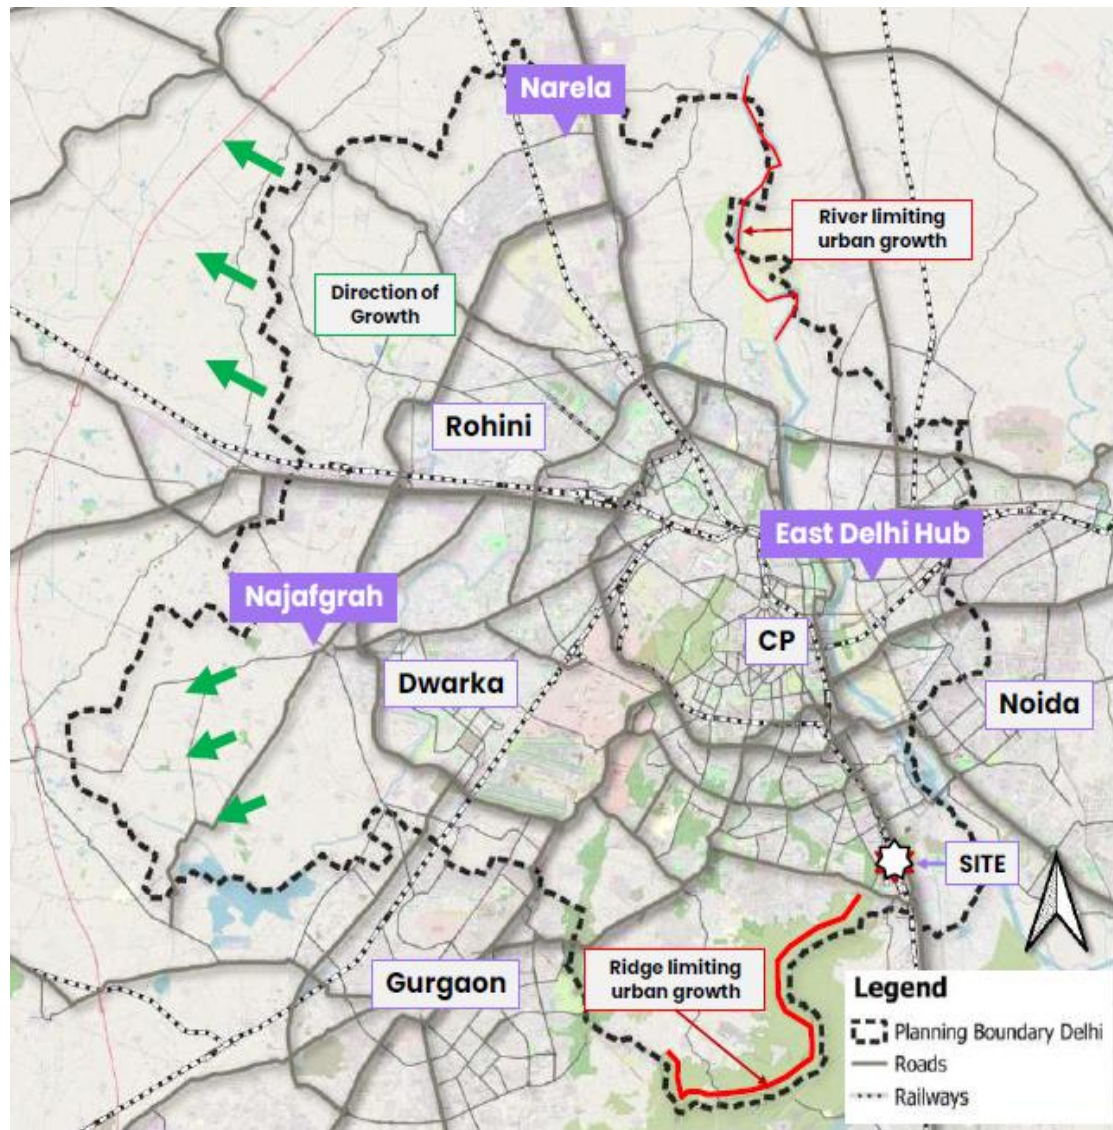 Narela
River limiting
urban growth
Direction of
Growth
Rohini
East Delhi Hub
Najafgrah
CP
Dwarka
Noida
SITE
Ridge limiting
urban growth
Gurgaon
Legend
Planning Boundary Delhi
Roads
Railways